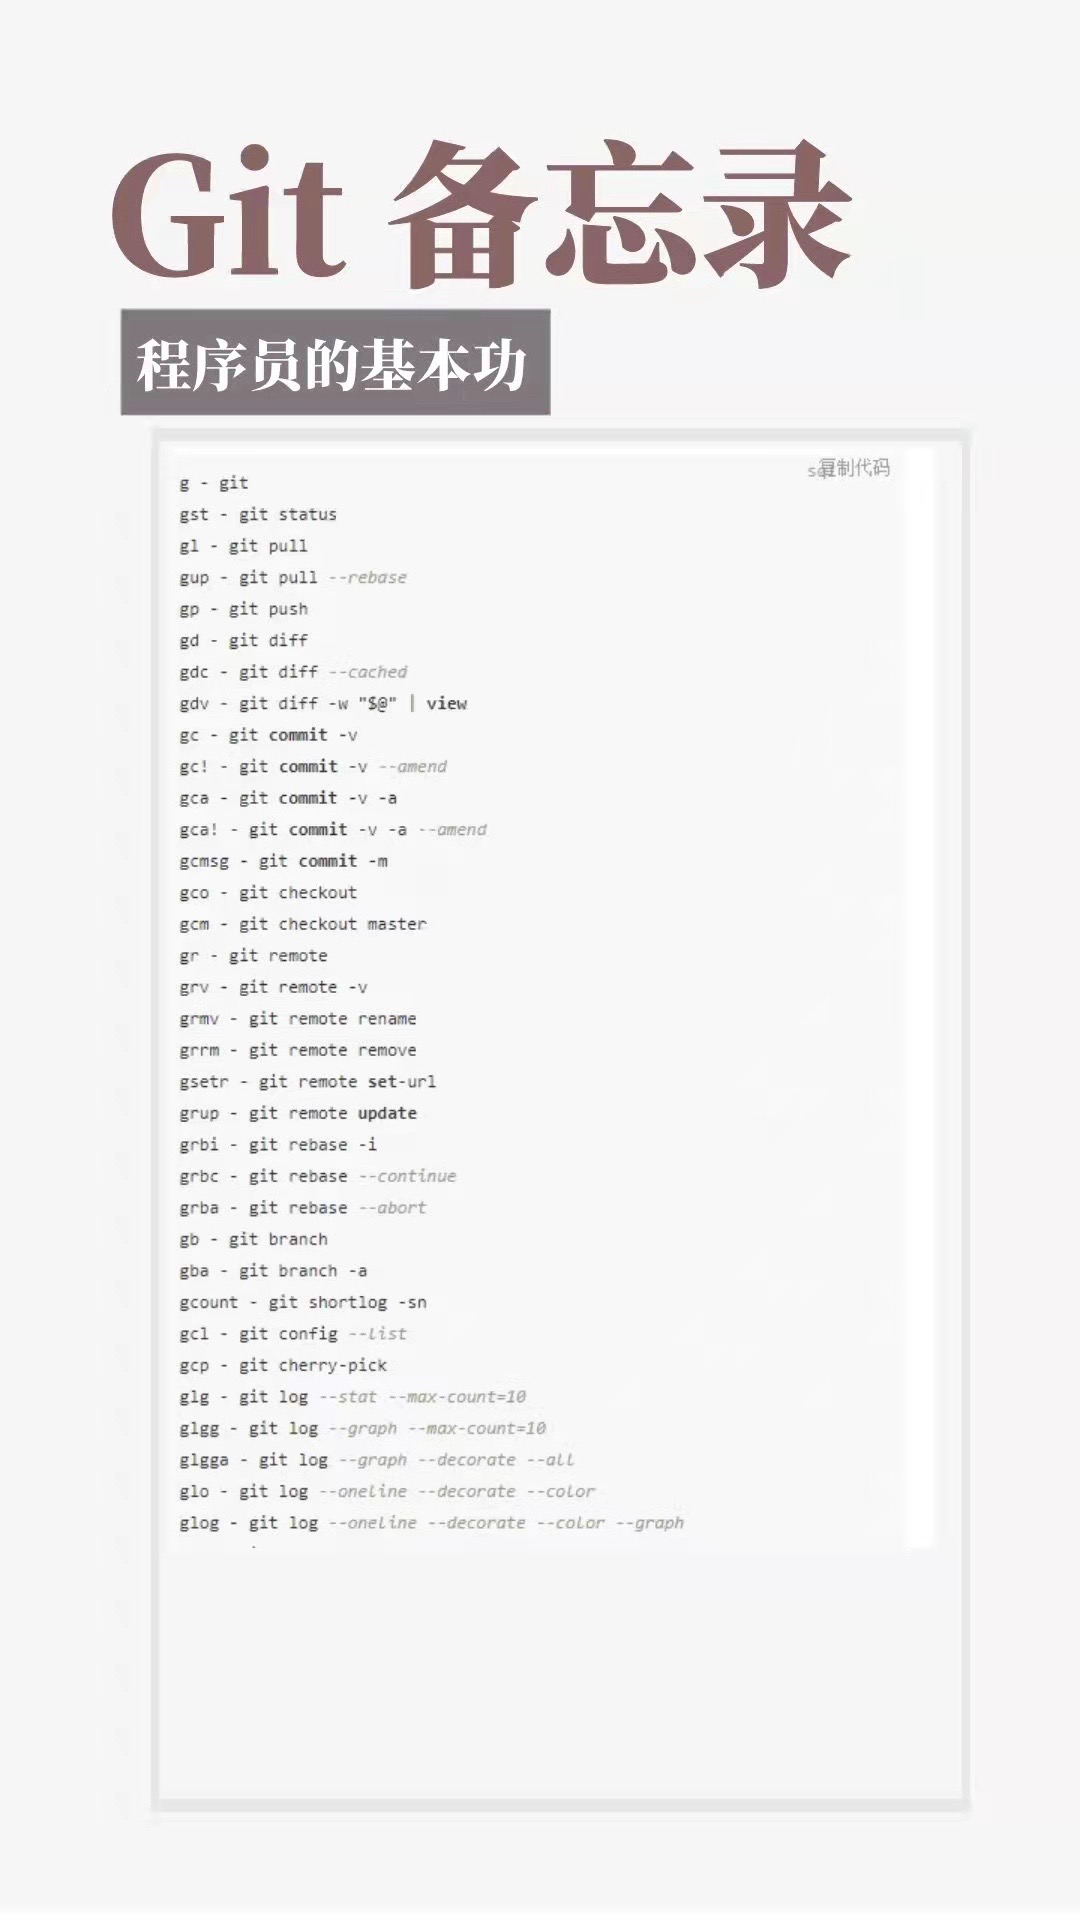 Git 备忘录
程序员的基本功
复制代码
g - git
gst - git status
gl - git pull
gup - git pull --rebase
gp - git push
gd - git diff
gdc - git diff --cached
gdv - git diff -w "$@" | view
gc - git commit -v
gc! - git commit -v --amend
gca - git commit -v -a
gca! - git commit -v -a --amend
gcmsg - git commit -m
gco - git checkout
gcm - git checkout master
gr - git remote
grv - git remote -v
grmv - git remote rename
grrm - git remote remove
gsetr - git remote set-url
grup - git remote update
grbi - git rebase -i
grbc - git rebase --continue
grba - git rebase --abort
gb - git branch
gba - git branch -a
gcount - git shortlog -sn
gcl - git config --list
gcp - git cherry-pick
glg - git log --stat --max-count=10
glgg - git log --graph --max-count=10
glgga - git log --graph --decorate --all
glo - git log --oneline --decorate --color
glog - git log --oneline --decorate --color --graph